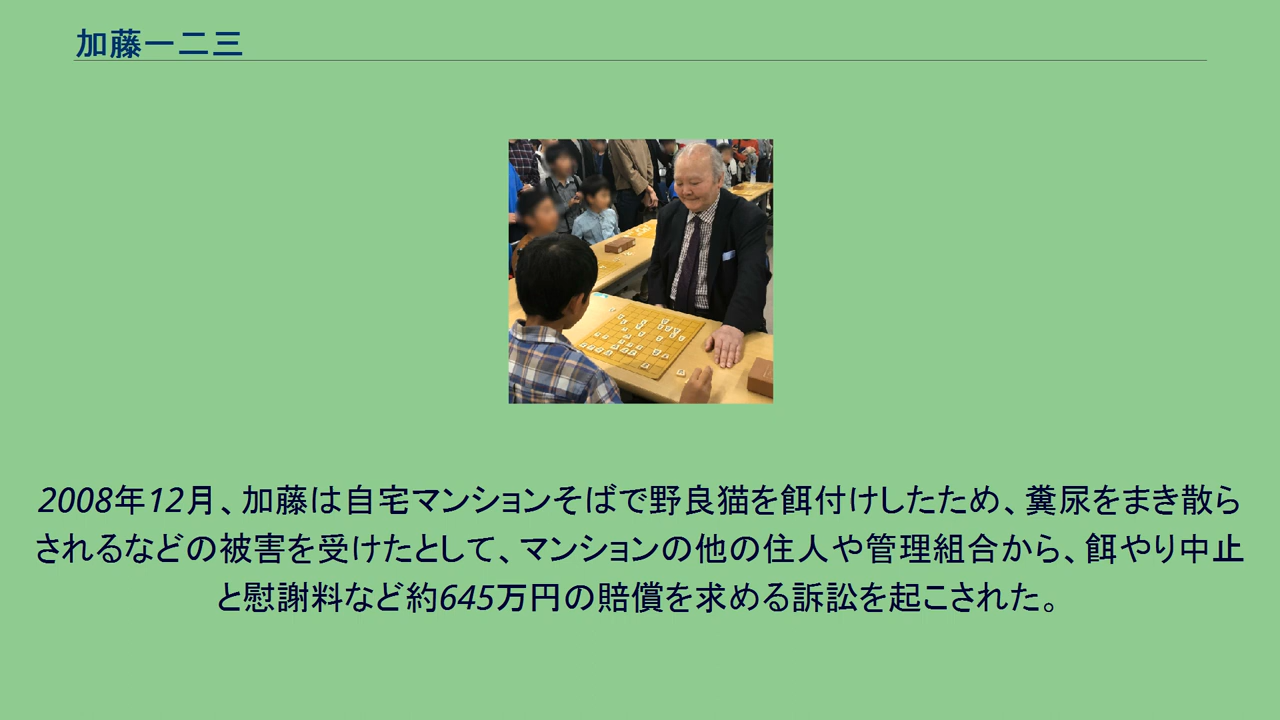 加藤一二三
2008年12月、加藤は自宅マンションそばで野良猫を餌付けしたため、糞尿をまき散ら
されるなどの被害を受けたとして、マンションの他の住人や管理組合から、餌やり中止
と慰謝料など約645万円の賠償を求める訴訟を起こされた。